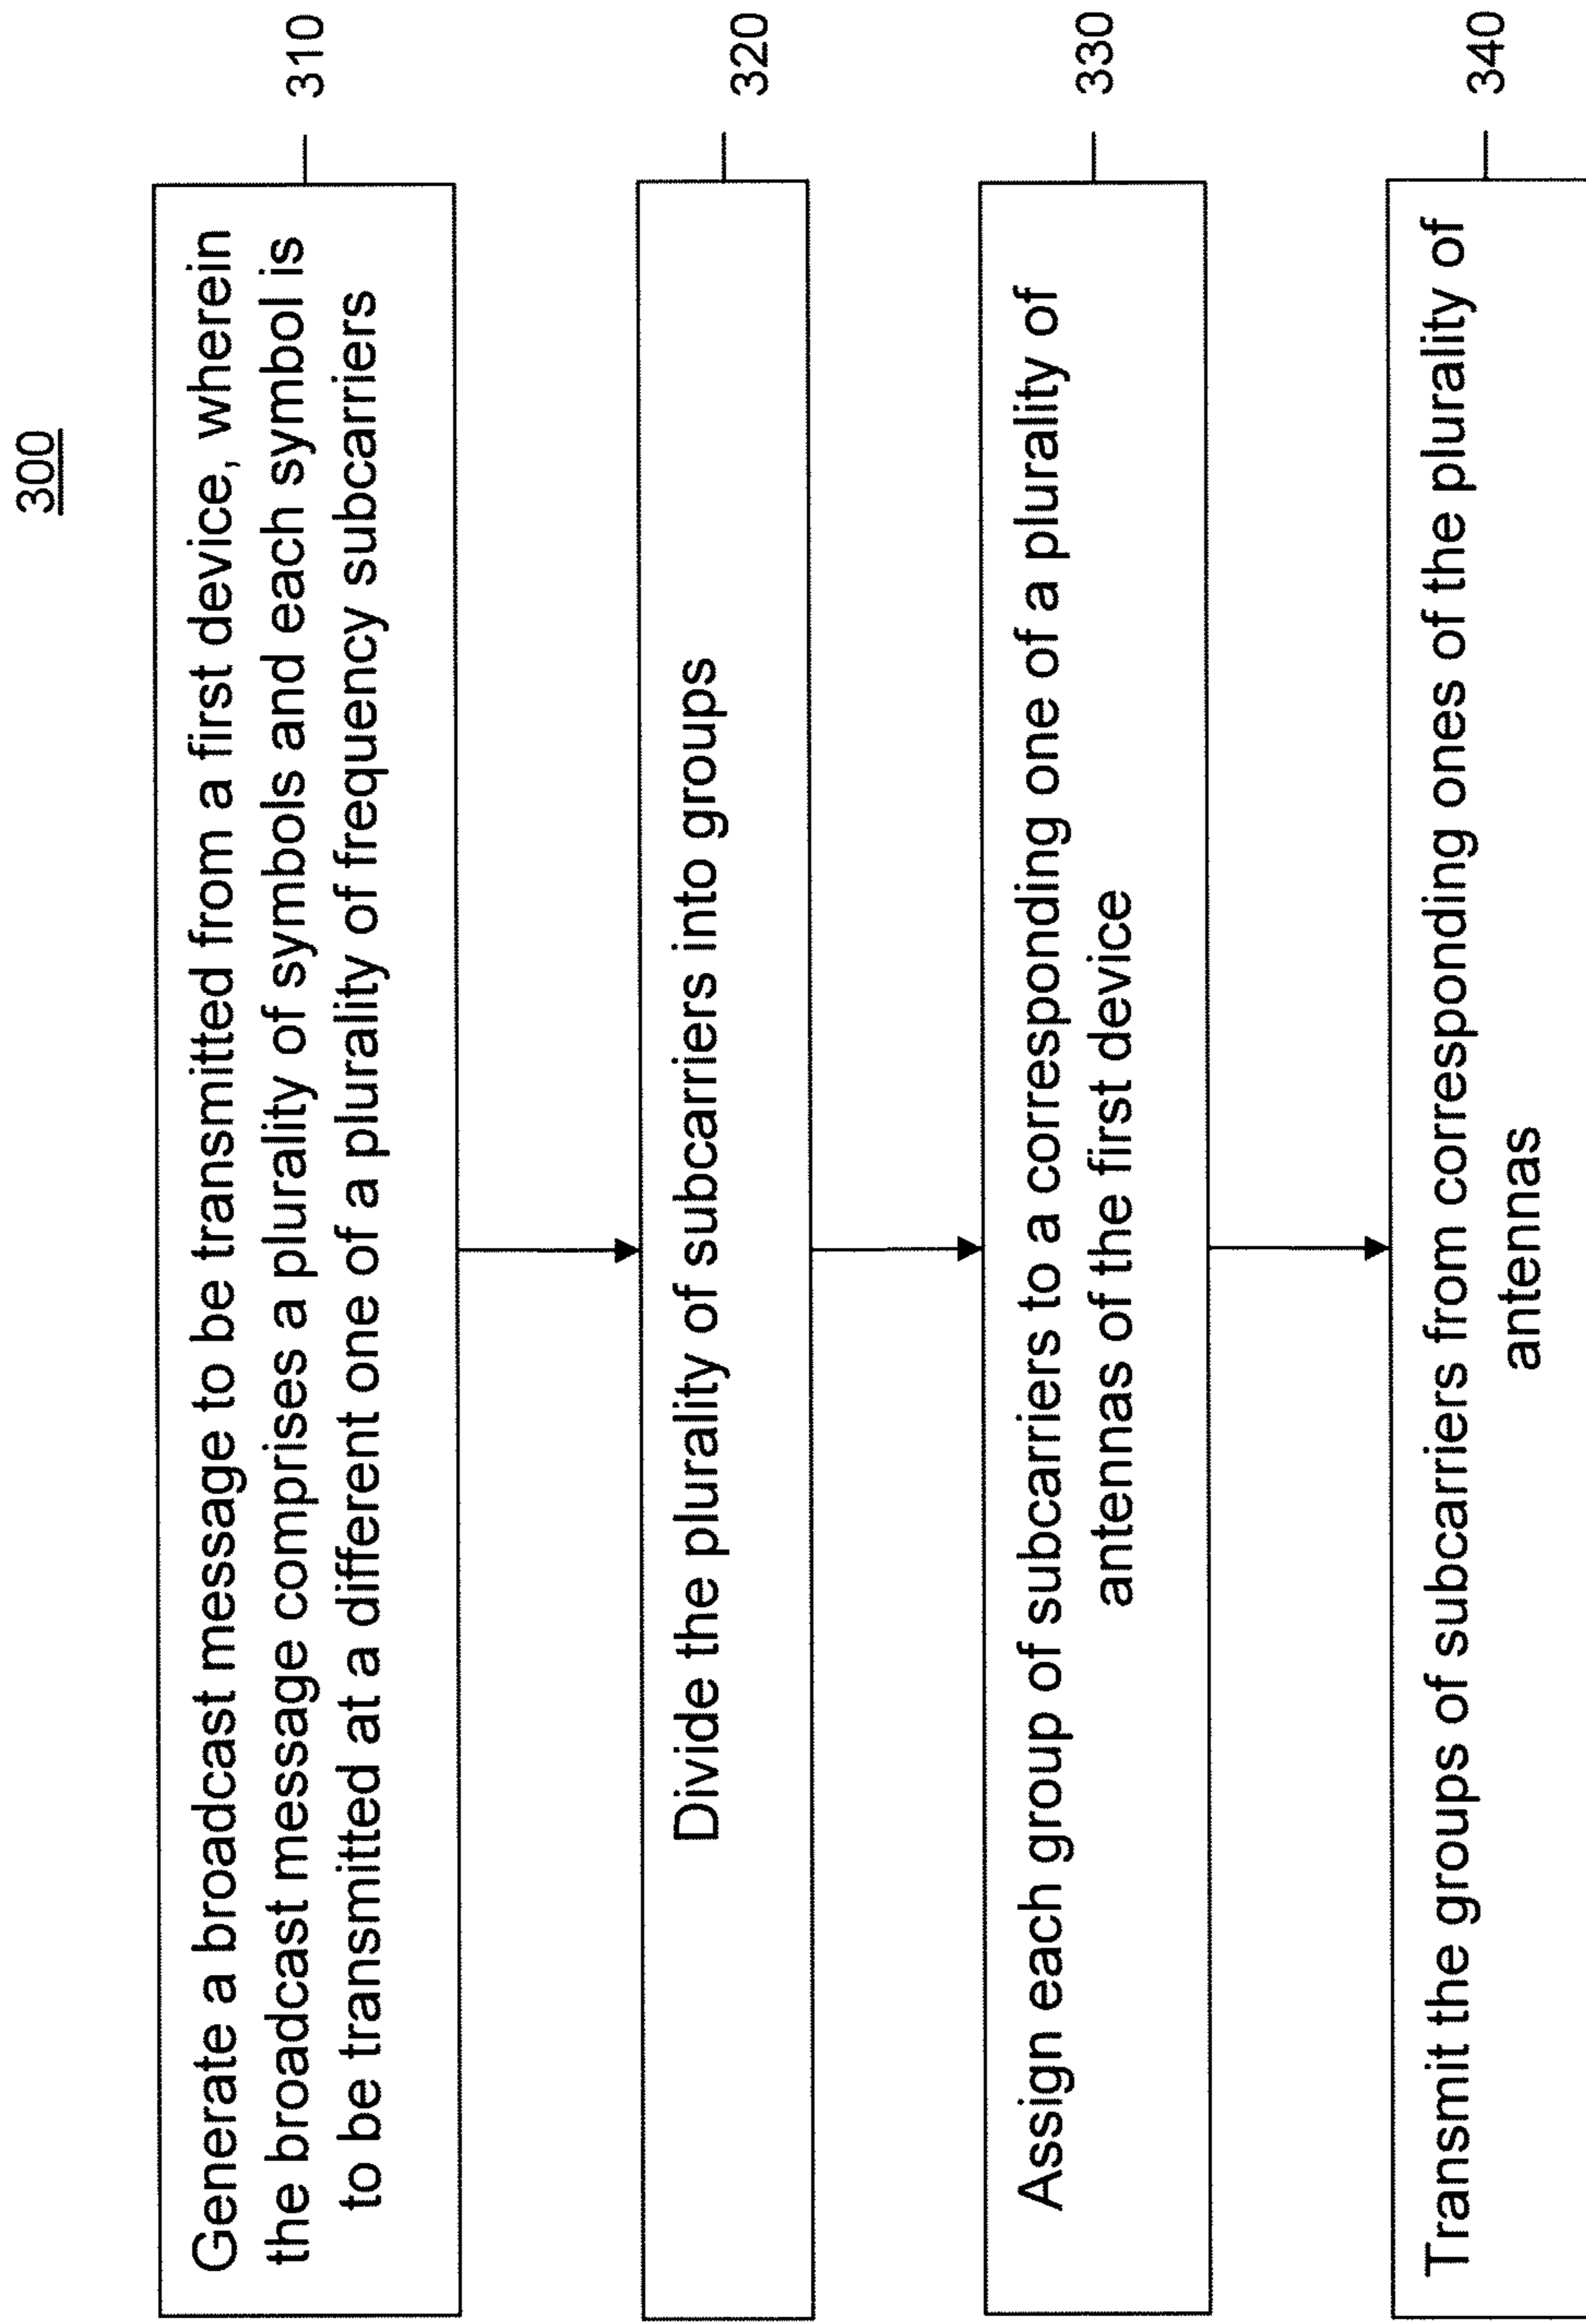 300
Generate a broadcast message to be transmitted from a first device, wherein
the broadcast message comprises a plurality of symbols and each symbol is
to be transmitted at a different one of a plurality of frequency subcarriers
310
Divide the plurality of subcarriers into groups
320
Assign each group of subcarriers to a corresponding one of a plurality of
antennas of the first device
330
Transmit the groups of subcarriers from corresponding ones of the plurality of
antennas
340